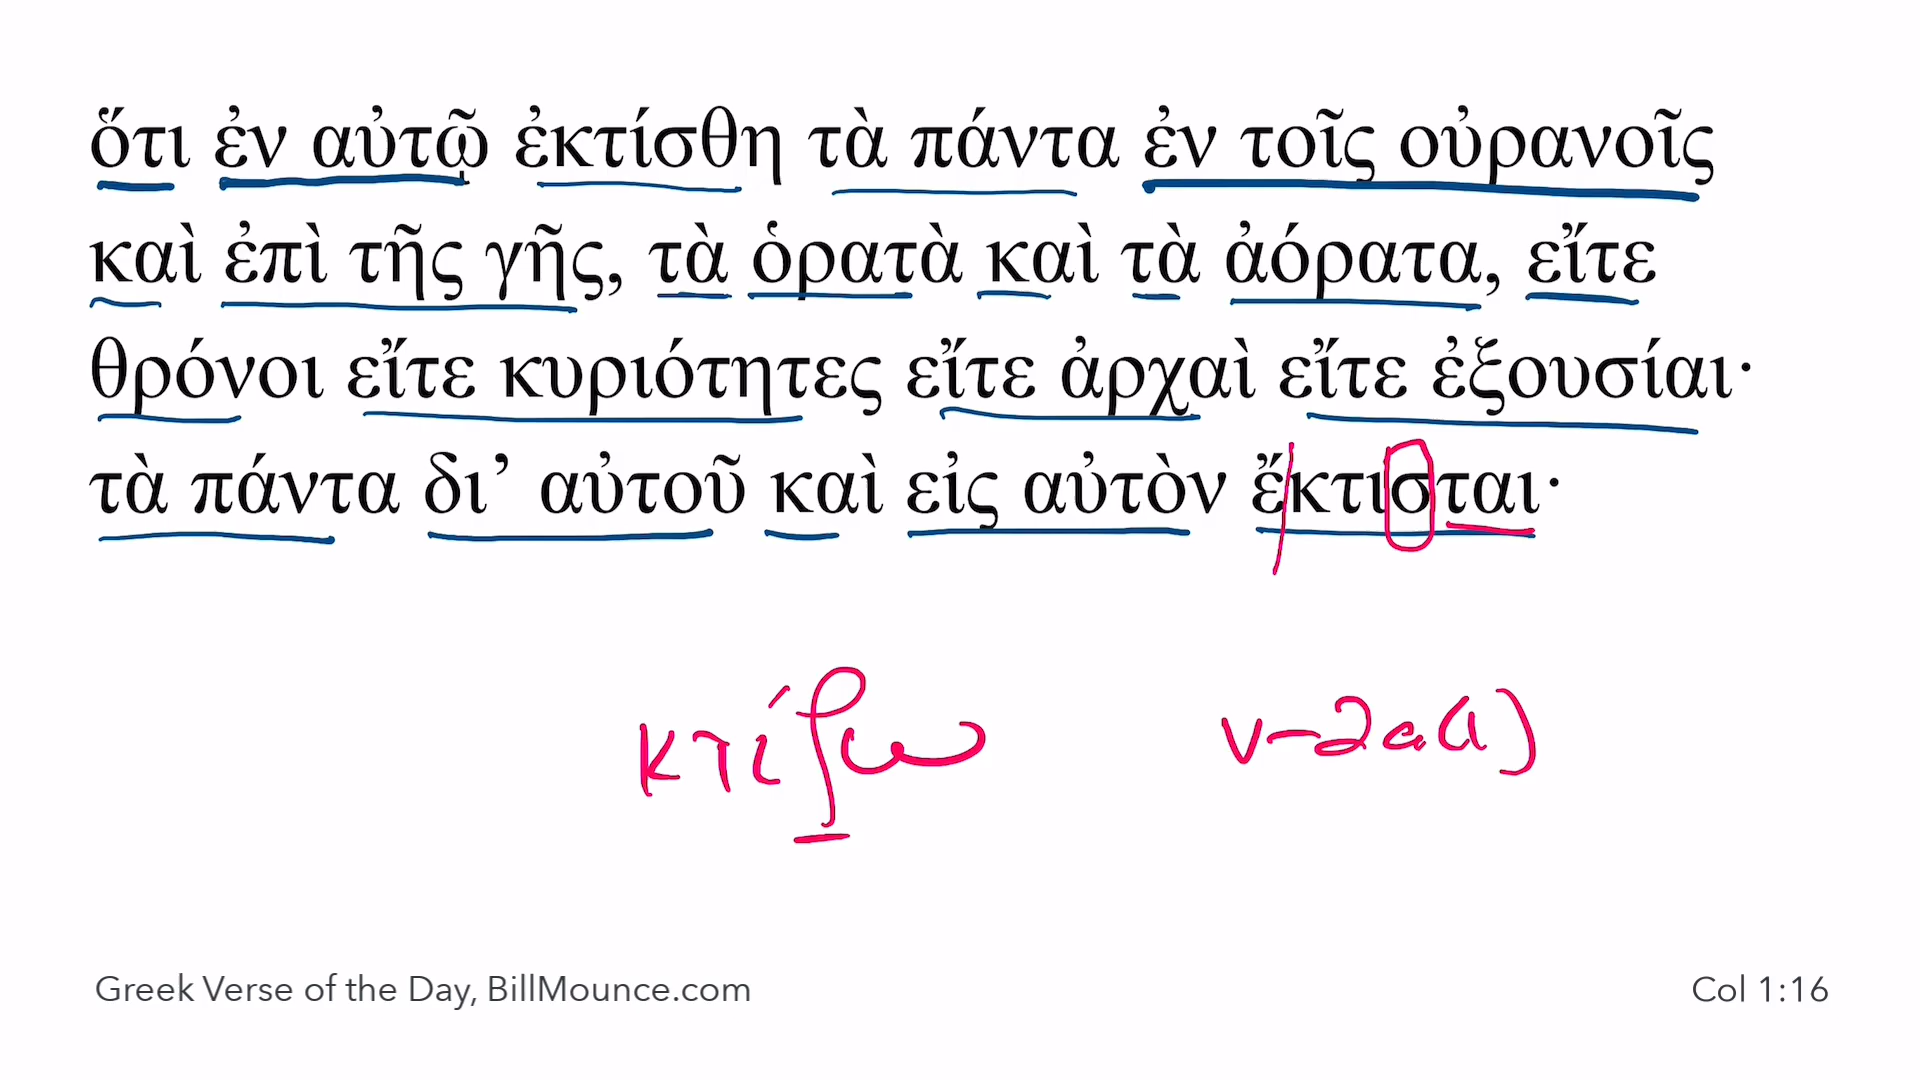 ὅτι ἐν αὐτῷ ἐκτίσθη τὰ πάντα ἐν τοῖς οὐρανοῖς
καὶ ἐπὶ τῆς γῆς, τὰ ὁρατὰ καὶ τὰ ἀόρατα, εἴτε
θρόνοι εἴτε κυριότητες εἴτε ἀρχαὶ εἴτε ἐξουσίαι·
τὰ πάντα δι’ αὐτοῦ καὶ εἰς αὐτὸν ἔκτισται·
κτίζω v-2a(1)
Greek Verse of the Day, BillMounce.com Col 1:16